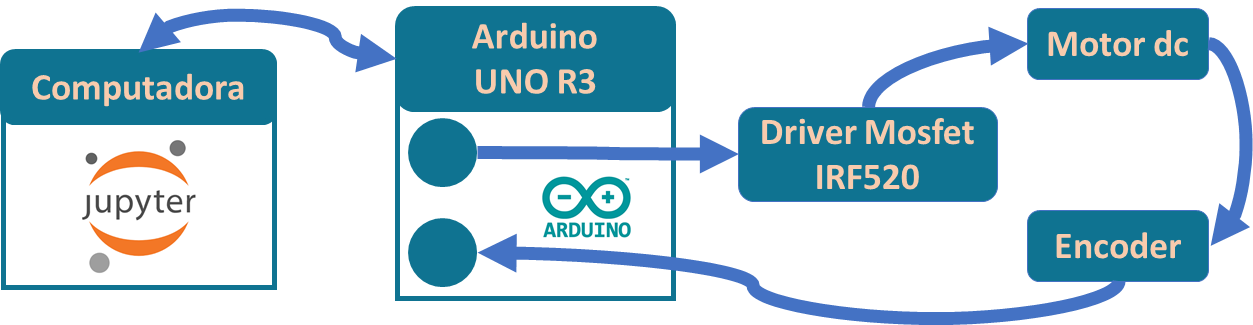 Computadora
jupyter
Arduino
UNO R3
ARDUINO
Driver Mosfet
IRF520
Motor dc
Encoder